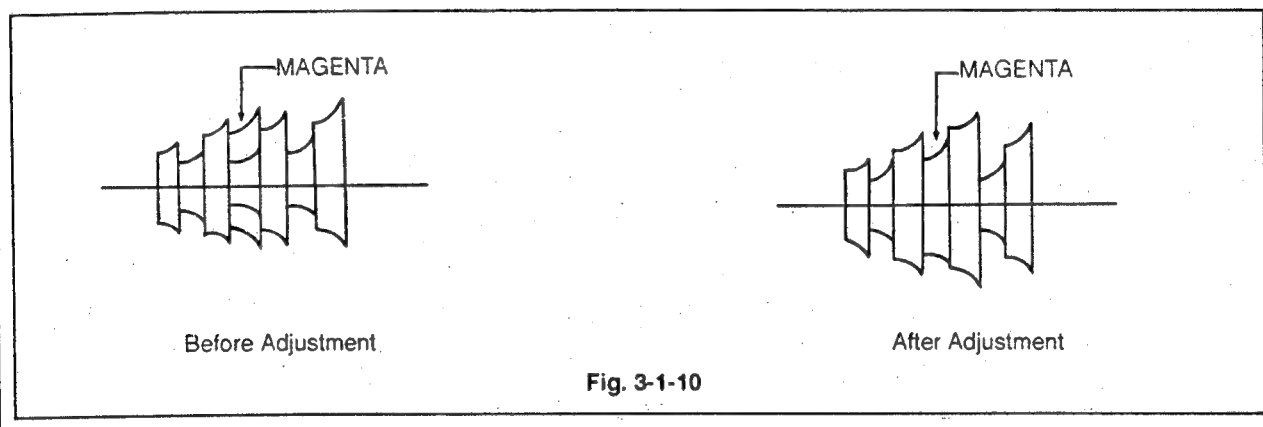 MAGENTA
MAGENTA
Before Adjustment
After Adjustment
Fig. 3-1-10